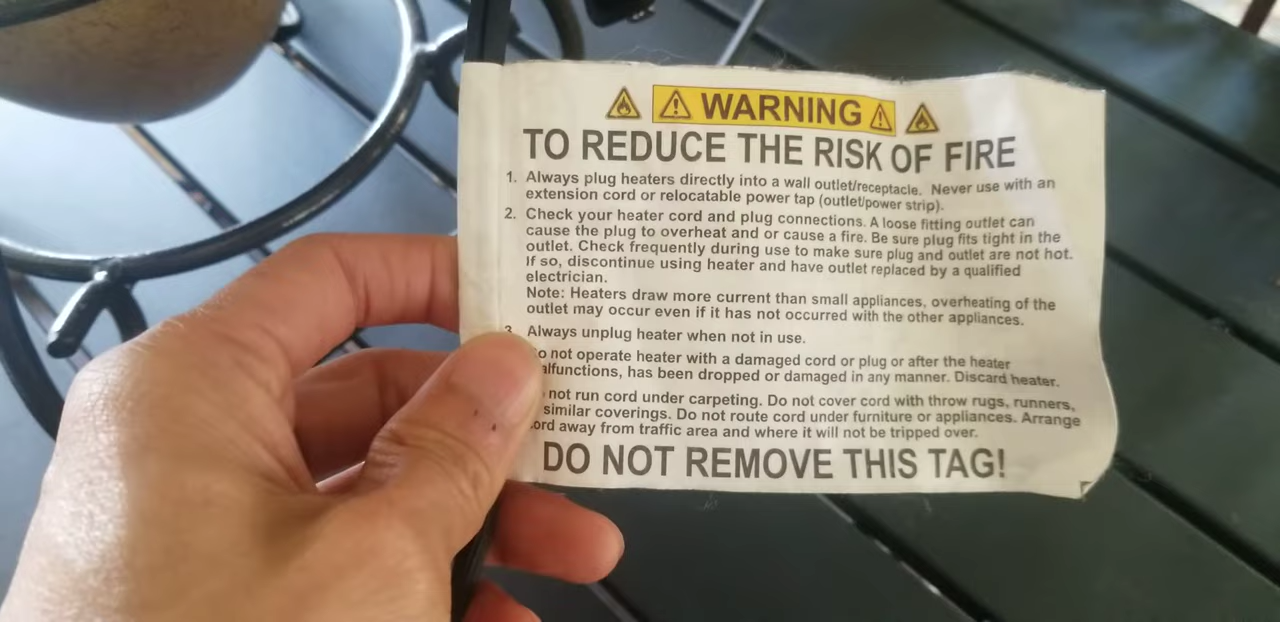 WARNING
TO REDUCE THE RISK OF FIRE
1. Always plug heaters directly into a wall outlet/receptacle. Never use with an
extension cord or relocatable power tap (outlet/power strip).
2. Check your heater cord and plug connections. A loose fitting outlet can
cause the plug to overheat and or cause a fire. Be sure plug fits tight in the
outlet. Check frequently during use to make sure plug and outlet are not hot.
If so, discontinue using heater and have outlet replaced by a qualified
electrician.
Note: Heaters draw more current than small appliances, overheating of the
outlet may occur even if it has not occurred with the other appliances.
3. Always unplug heater when not in use.
o not operate heater with a damaged cord or plug or after the heater
alfunctions, has been dropped or damaged in any manner. Discard heater.
not run cord under carpeting. Do not cover cord with throw rugs, runners,
similar coverings. Do not route cord under furniture or appliances. Arrange
ord away from traffic area and where it will not be tripped over.
DO NOT REMOVE THIS TAG!